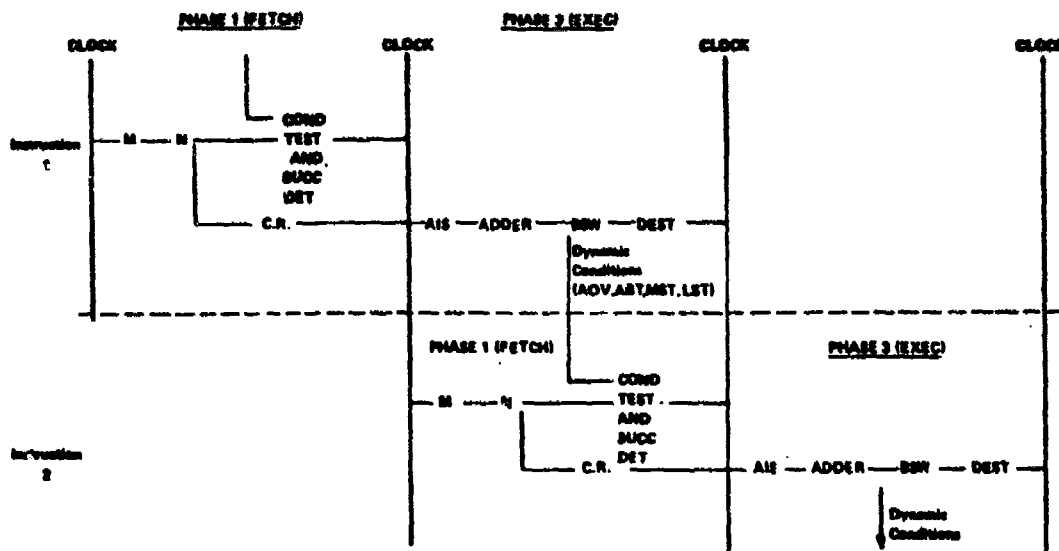 PHASE 1 (FETCH) PHASE 3 (EXEC)
CLOCK CLOCK CLOCK CLOCK
COND
Instruction 1 M N TEST
AND
SUCC
DET
C.R. AIS ADDER BSW DEST
Dynamic
Conditions
(AOV,ABT,MST,LST)
PHASE 1 (FETCH) PHASE 3 (EXEC)
COND
M N TEST
AND
SUCC
DET
Instruction 2 C.R. AIS ADDER BSW DEST
Dynamic
Conditions